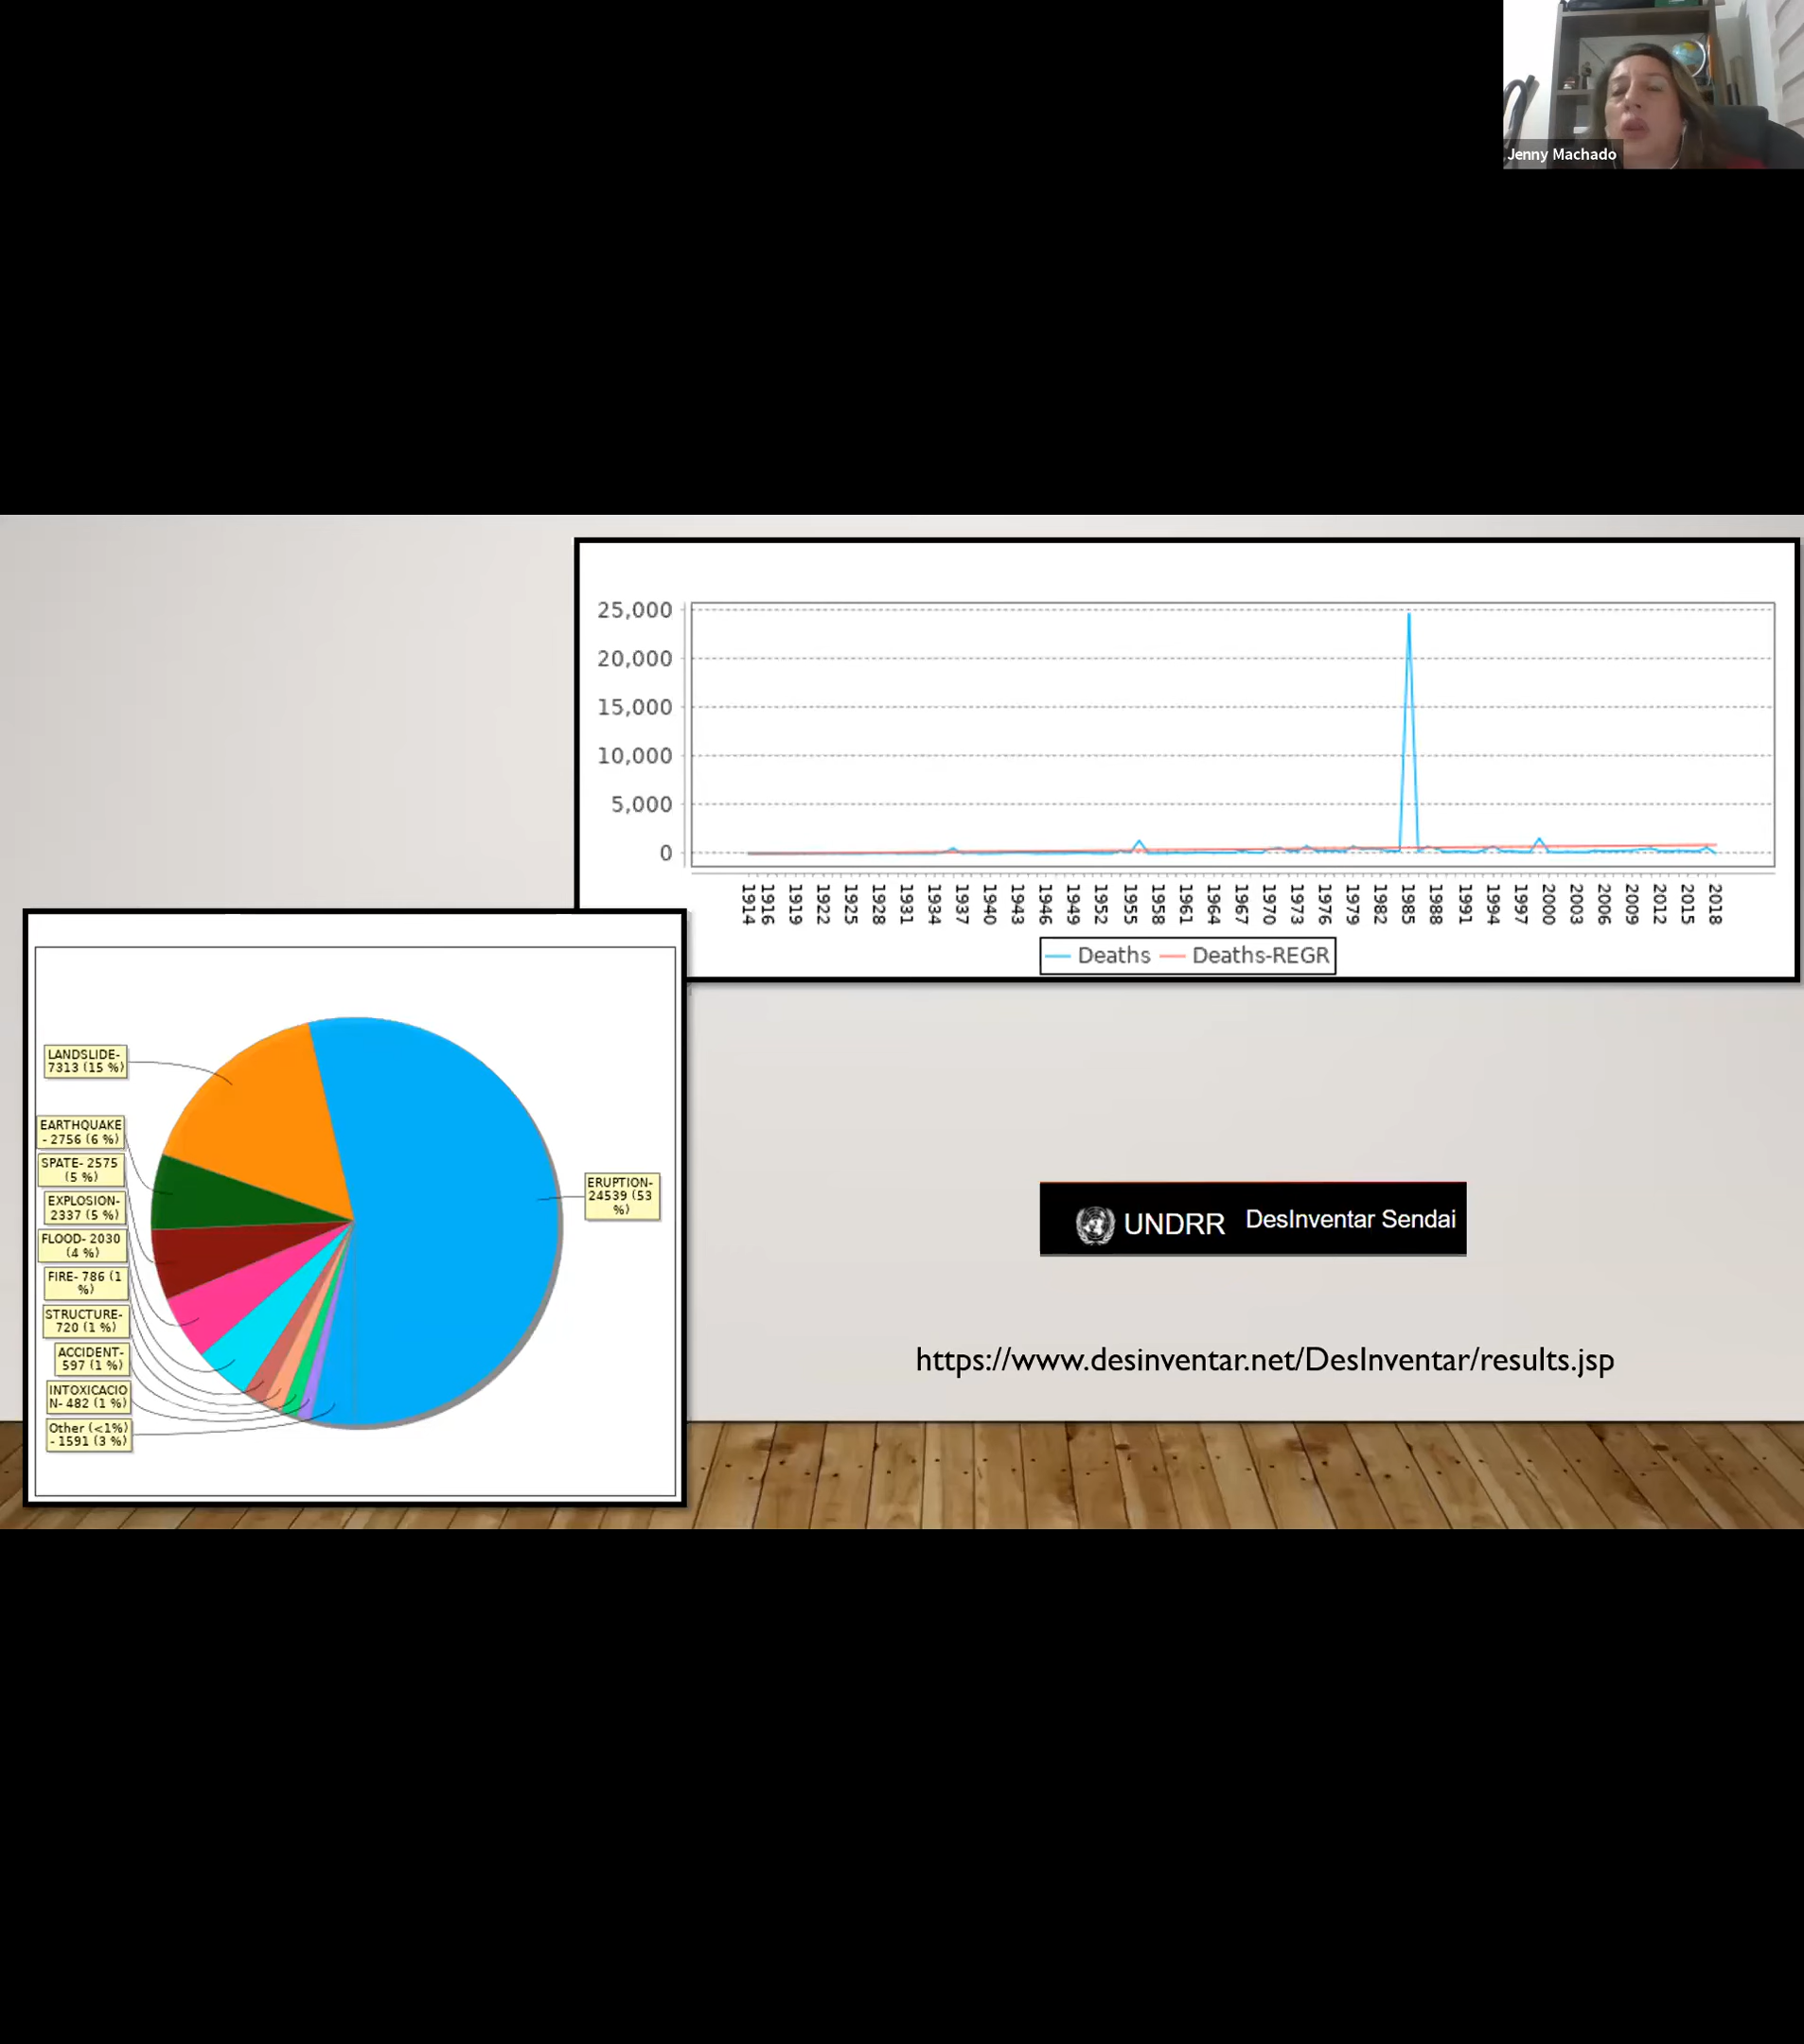 Jenny Machado
25,000
20,000
15,000
10,000
5,000
0
1914 1916 1919 1922 1925 1928 1931 1934 1937 1940 1943 1946 1949 1952 1955 1958 1961 1964 1967 1970 1973 1976 1979 1982 1985 1988 1991 1994 1997 2000 2003 2006 2009 2012 2015 2018
Deaths Deaths-REGR
LANDSLIDE-
7313 (15 %)
EARTHQUAKE
- 2756 (6 %)
SPATE- 2575
(5 %)
EXPLOSION-
2337 (5 %)
FLOOD- 2030
(4 %)
FIRE- 786 (1
%)
STRUCTURE-
720 (1 %)
ACCIDENT-
597 (1 %)
INTOXICACIO
N- 482 (1 %)
Other (<1%)
- 1591 (3 %)
ERUPTION-
24539 (53
%)
UNDRR DesInventar Sendai
https://www.desinventar.net/DesInventar/results.jsp